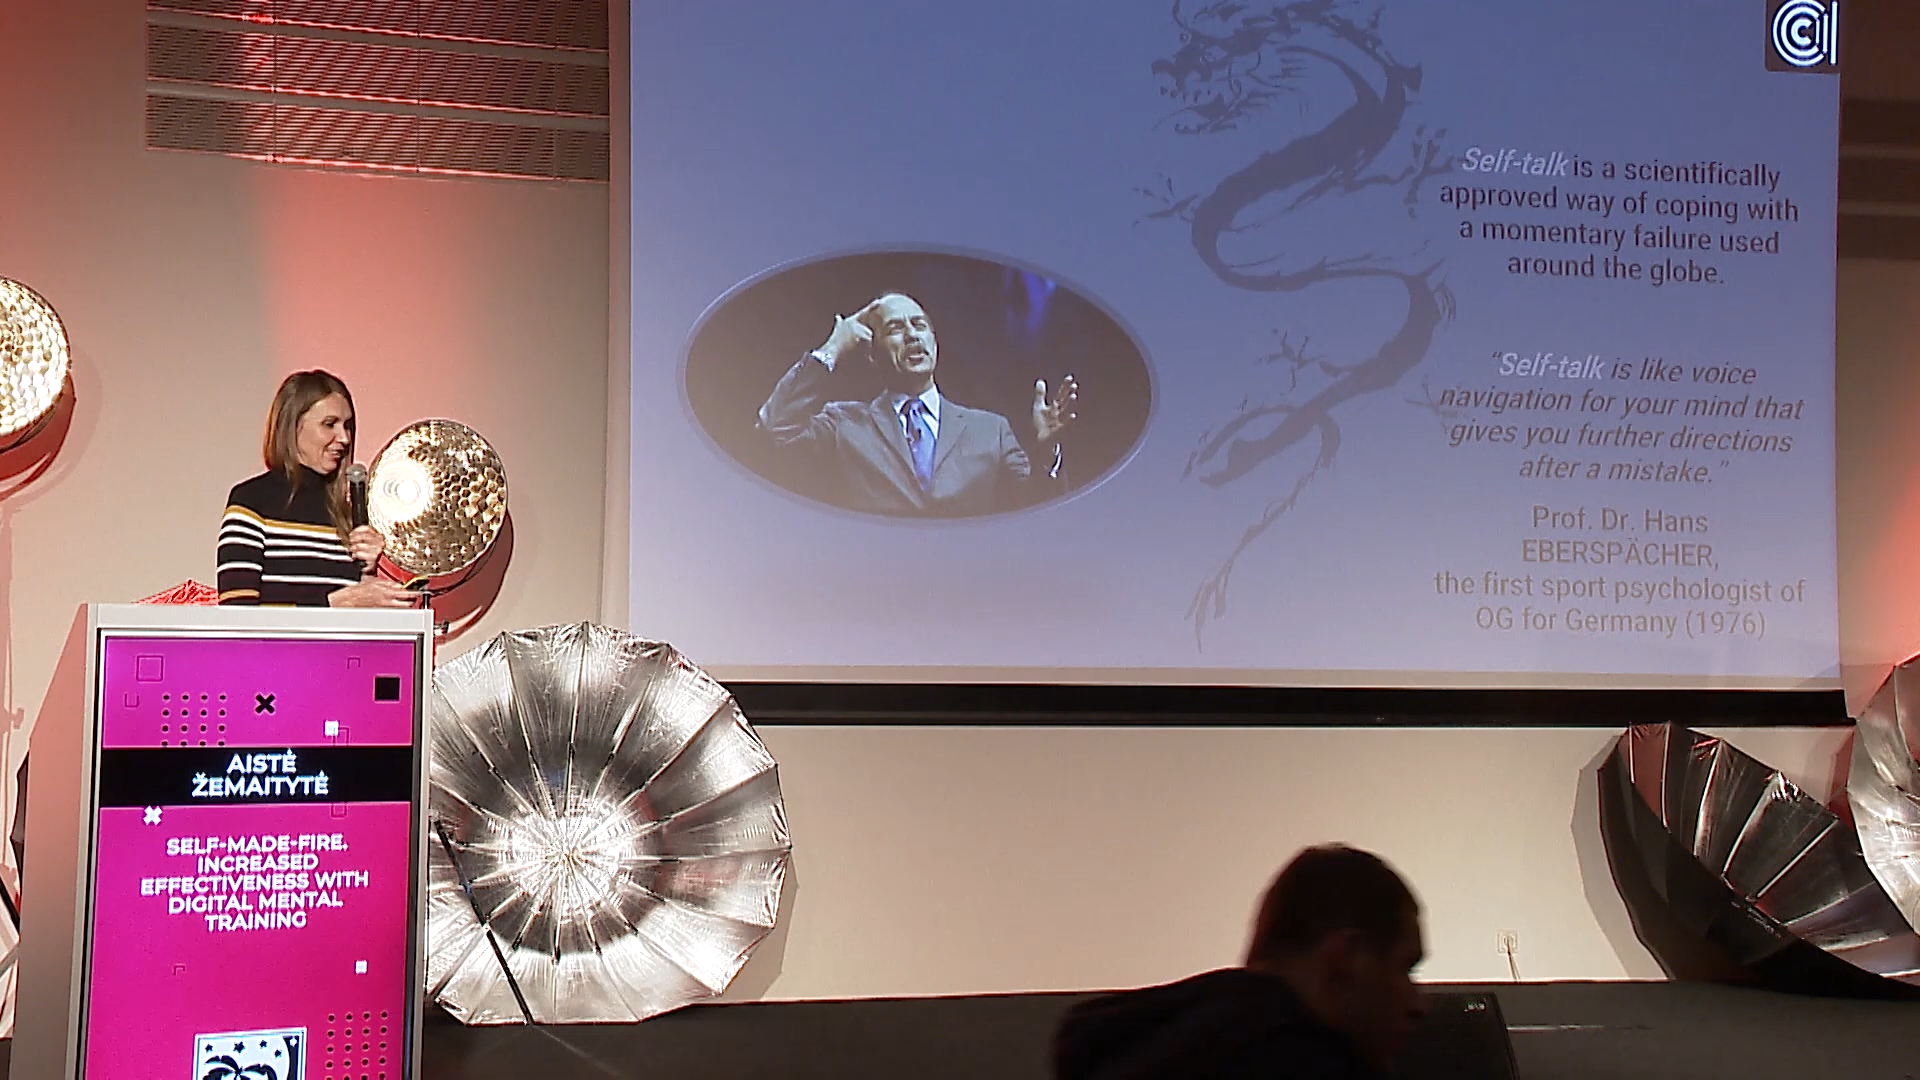 Self-talk is a scientifically
approved way of coping with
a momentary failure used
around the globe.
"Self-talk is like voice
navigation for your mind that
gives you further directions
after a mistake."
Prof. Dr. Hans
EBERSPÄCHER,
the first sport psychologist of
OG for Germany (1976)
AISTĖ
ŽEMAITYTĖ
SELF-MADE-FIRE.
INCREASED
EFFECTIVENESS WITH
DIGITAL MENTAL
TRAINING